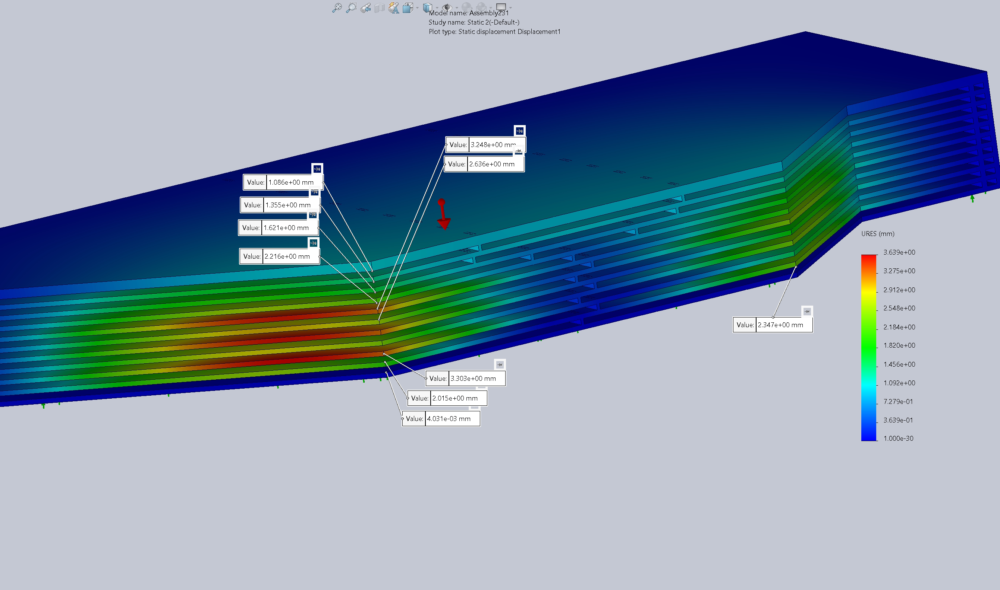 Model name: Assembly231
Study name: Static 2(-Default-)
Plot type: Static displacement Displacement1
Value: 3.248e+00 mm
Value: 2.636e+00 mm
Value: 1.086e+00 mm
Value: 1.355e+00 mm
Value: 1.621e+00 mm
Value: 2.216e+00 mm
Value: 2.347e+00 mm
Value: 3.303e+00 mm
Value: 2.015e+00 mm
Value: 4.031e-03 mm
URES (mm)
3.639e+00
3.275e+00
2.912e+00
2.548e+00
2.184e+00
1.820e+00
1.456e+00
1.092e+00
7.279e-01
3.639e-01
1.000e-30